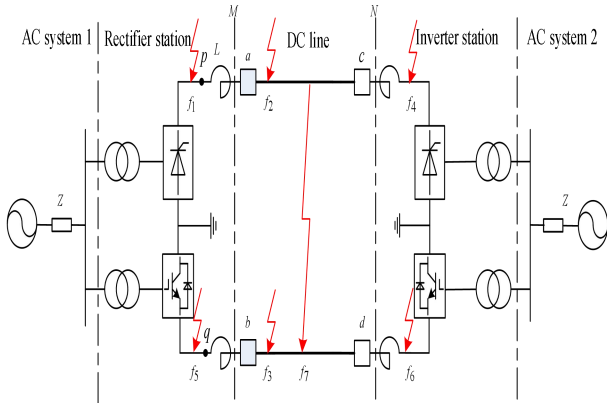 M
N
AC system 1
Rectifier station
DC line
Inverter station
AC system 2
p
L
a
c
f1
f2
f4
Z
Z
q
b
d
f5
f3
f7
f6